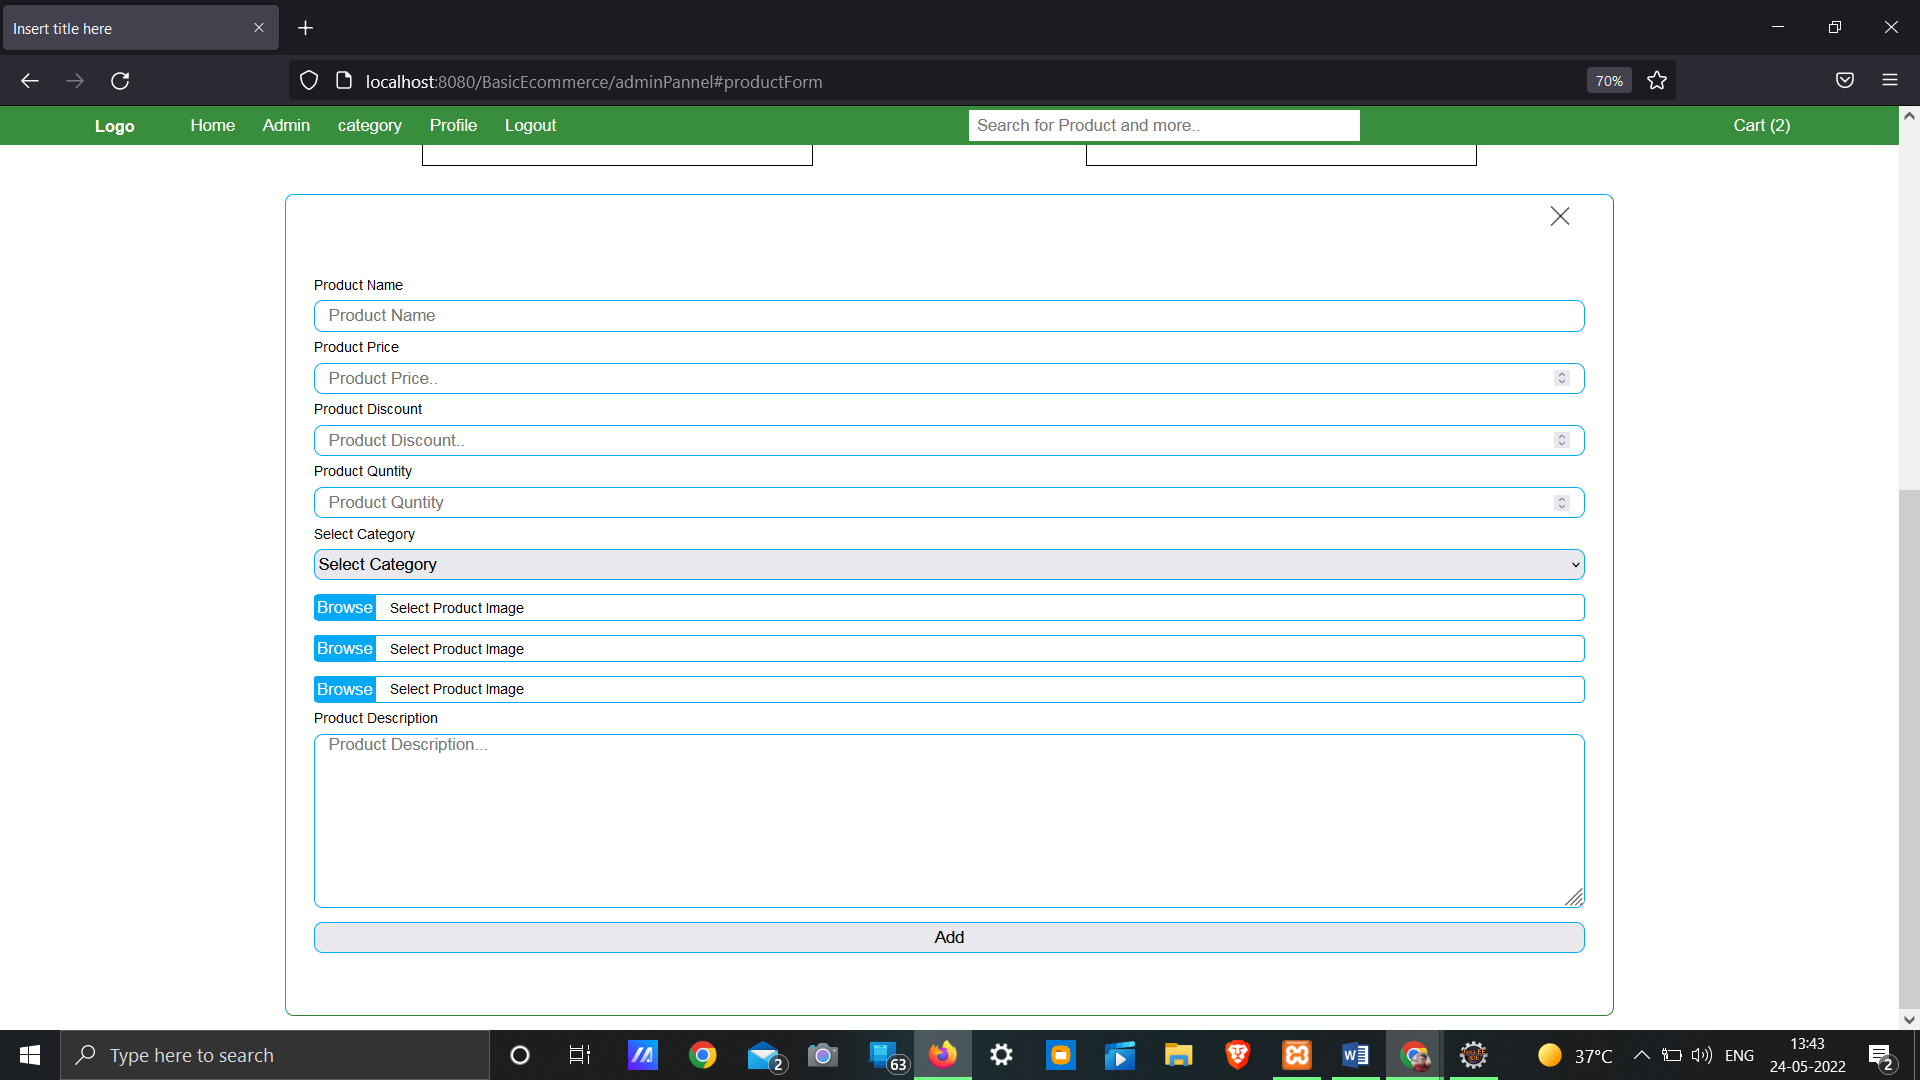 Insert title here
localhost:8080/BasicEcommerce/adminPannel#productForm
70%
Logo Home Admin category Profile Logout Search for Product and more.. Cart (2)
Product Name
Product Name
Product Price
Product Price..
Product Discount
Product Discount..
Product Quntity
Product Quntity
Select Category
Select Category
Browse Select Product Image
Browse Select Product Image
Browse Select Product Image
Product Description
Product Description...
Add
Type here to search
2
63
37°C
ENG
13:43
24-05-2022
2